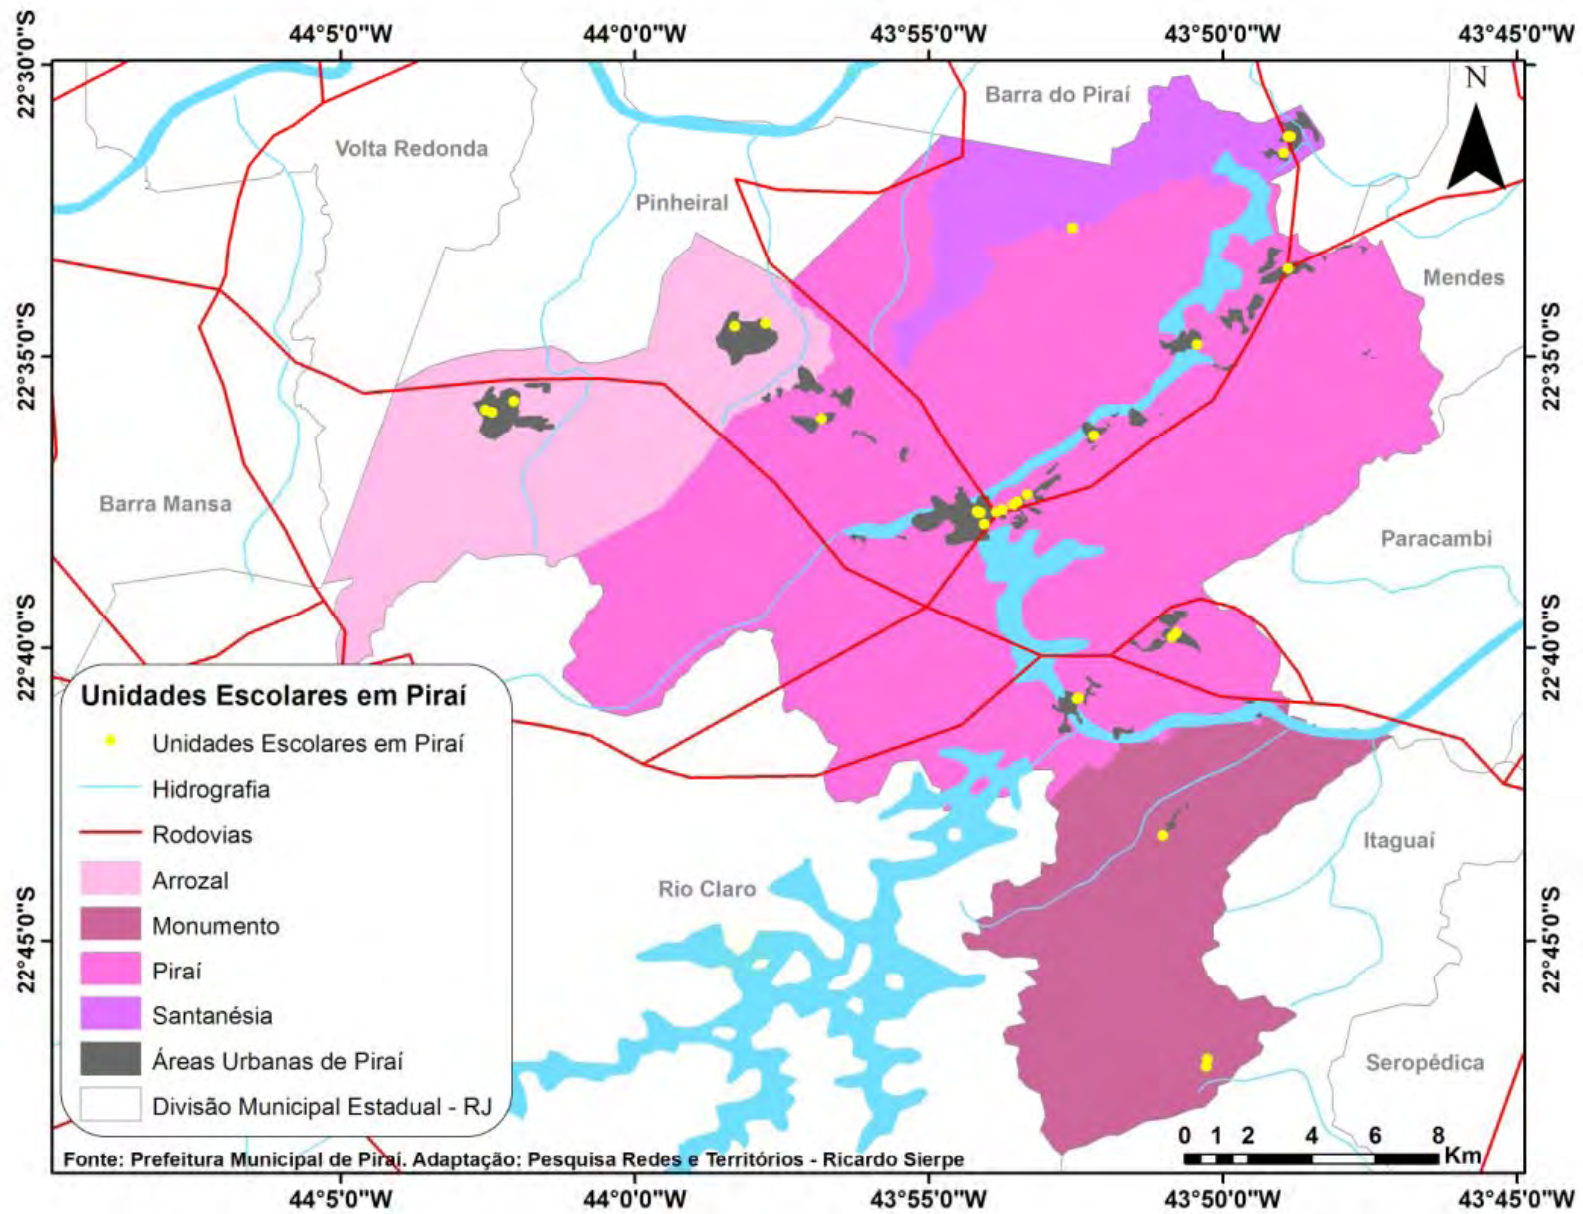 44°5'0"W 44°0'0"W 43°55'0"W 43°50'0"W 43°45'0"W
22°30'0"S
N
Barra do Piraí
Volta Redonda
Pinheiral
Mendes
22°35'0"S 22°35'0"S
Barra Mansa
Paracambi
22°40'0"S 22°40'0"S
Unidades Escolares em Piraí
Unidades Escolares em Piraí
Hidrografia
Rodovias
Arrozal
Monumento
Piraí
Santanésia
Áreas Urbanas de Piraí
Divisão Municipal Estadual - RJ
Itaguaí
Rio Claro
22°45'0"S 22°45'0"S
Seropédica
0 1 2 4 6 8
Km
Fonte: Prefeitura Municipal de Piraí. Adaptação: Pesquisa Redes e Territórios - Ricardo Sierpe
44°5'0"W 44°0'0"W 43°55'0"W 43°50'0"W 43°45'0"W